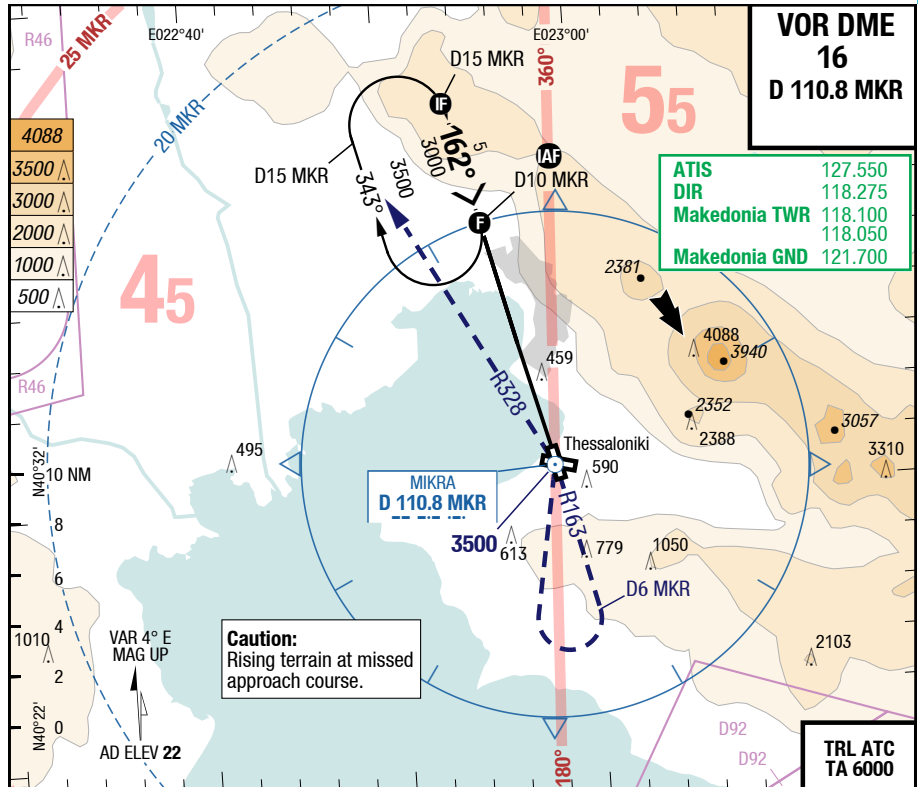 R46
25 MKR
E022°40'
E023°00'
VOR DME
16
D 110.8 MKR
D15 MKR
360°
55
20 MKR
IF
4088
3500
3000
2000
1000
500
162°
5
3000
IAF
D15 MKR
3500
343°
D10 MKR
F
ATIS 127.550
DIR 118.275
Makedonia TWR 118.100
118.050
Makedonia GND 121.700
45
2381
4088
3940
R46
459
R328
2352
2388
3057
3310
495
Thessaloniki
590
N40°32'
10 NM
MIKRA
D 110.8 MKR
R163
3500
613
779
1050
8
6
D6 MKR
4
1010
VAR 4° E
MAG UP
Caution:
Rising terrain at missed
approach course.
2103
2
N40°22'
0
AD ELEV 22
180°
D92
D92
TRL ATC
TA 6000